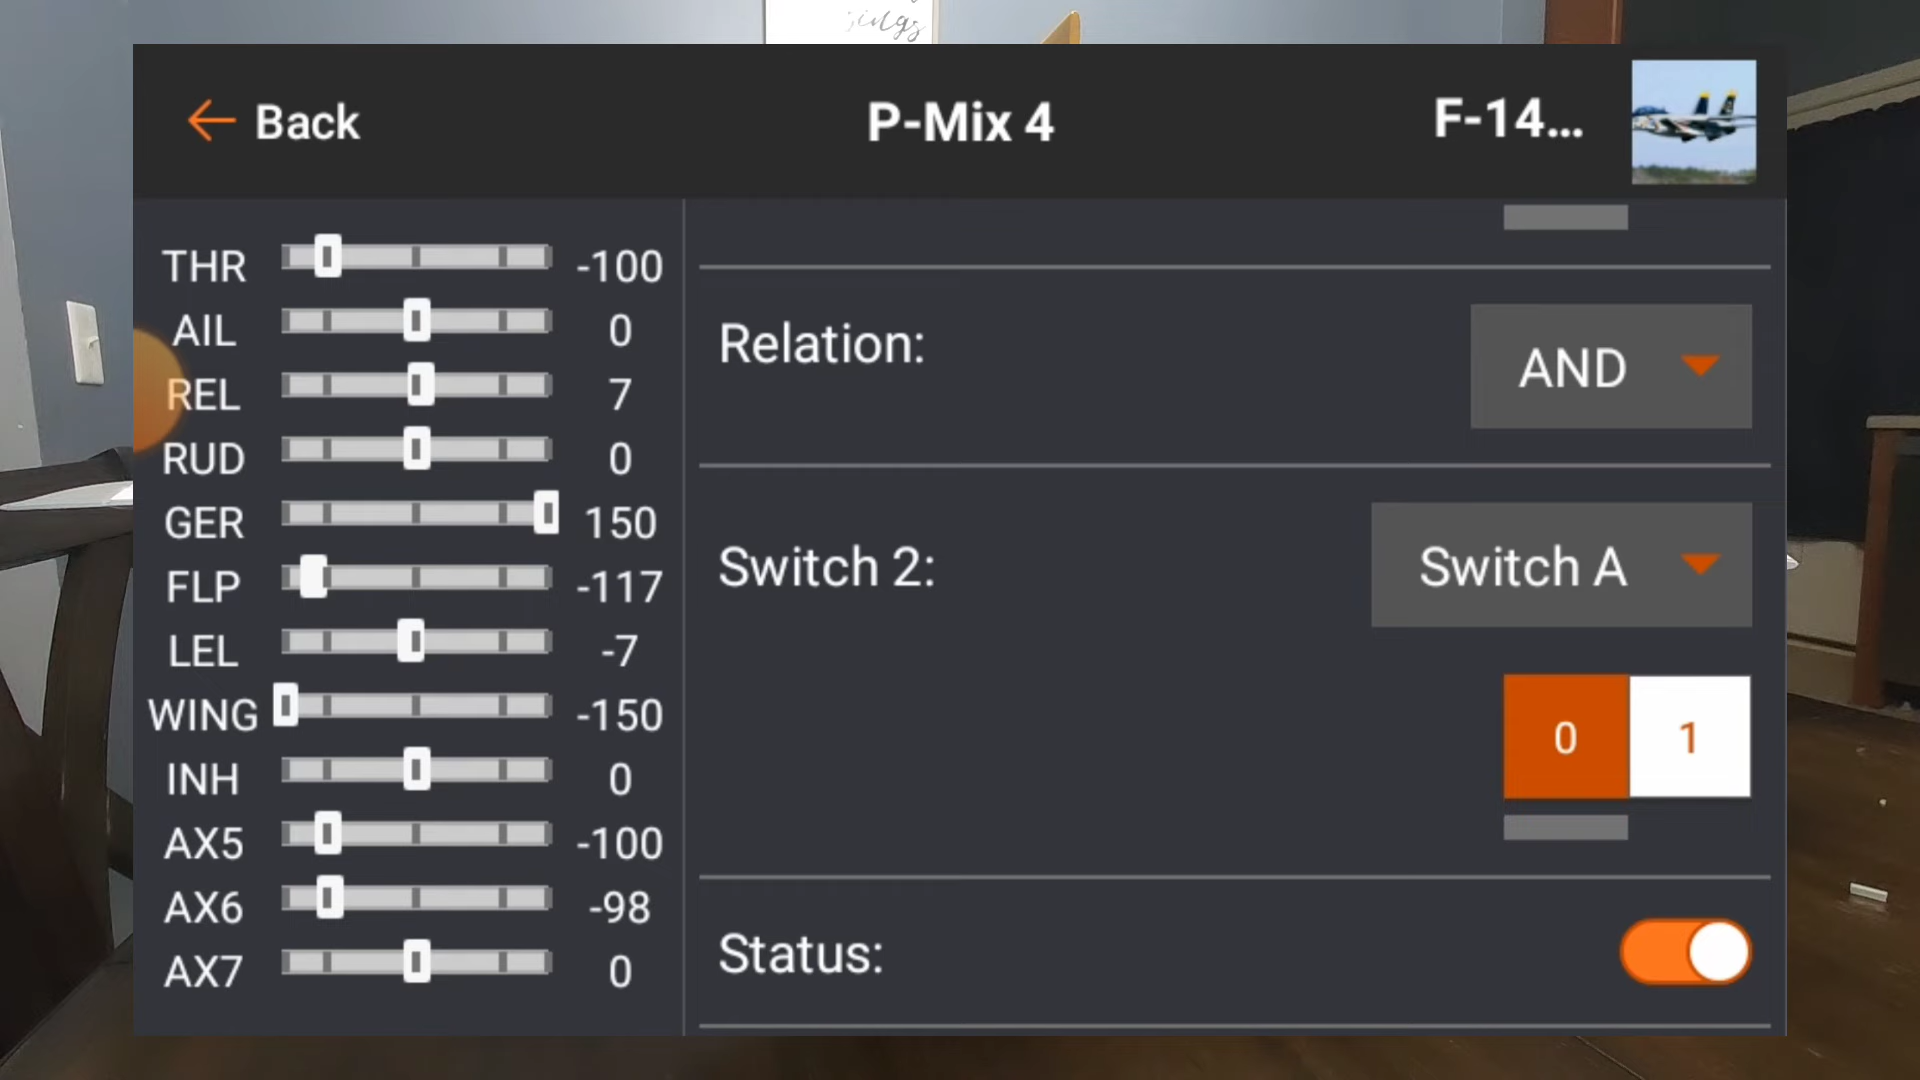 ings
Back
P-Mix 4
F-14...
THR -100
AIL 0
REL 7
RUD 0
GER 150
FLP -117
LEL -7
WING -150
INH 0
AX5 -100
AX6 -98
AX7 0
Relation:
AND
Switch 2:
Switch A
0 1
Status: